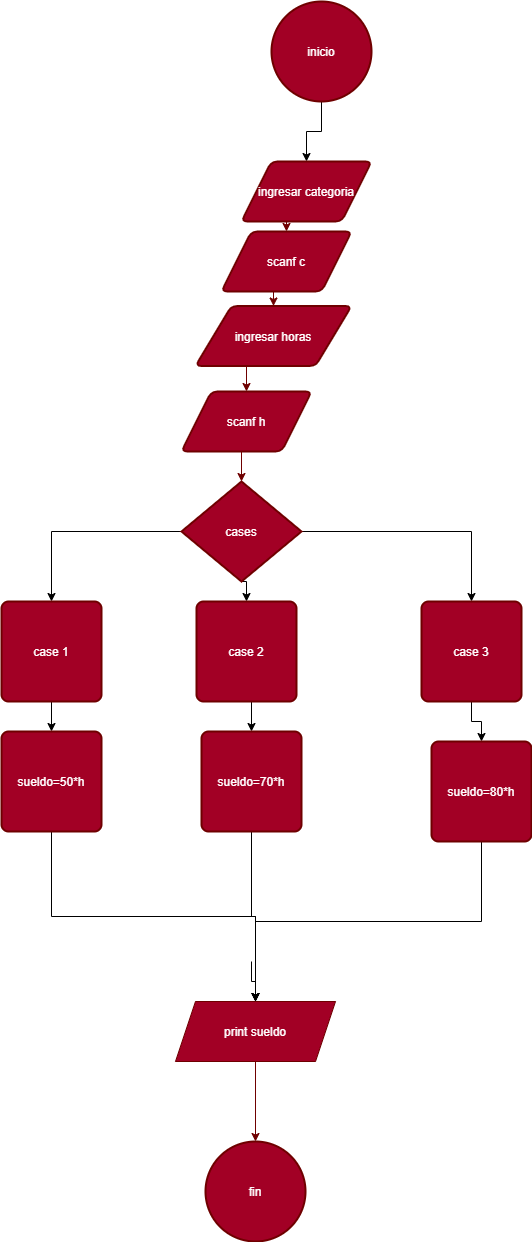 inicio
ingresar categoria
scanf c
ingresar horas
scanf h
cases
case 1
case 2
case 3
sueldo=50*h
sueldo=70*h
sueldo=80*h
print sueldo
fin